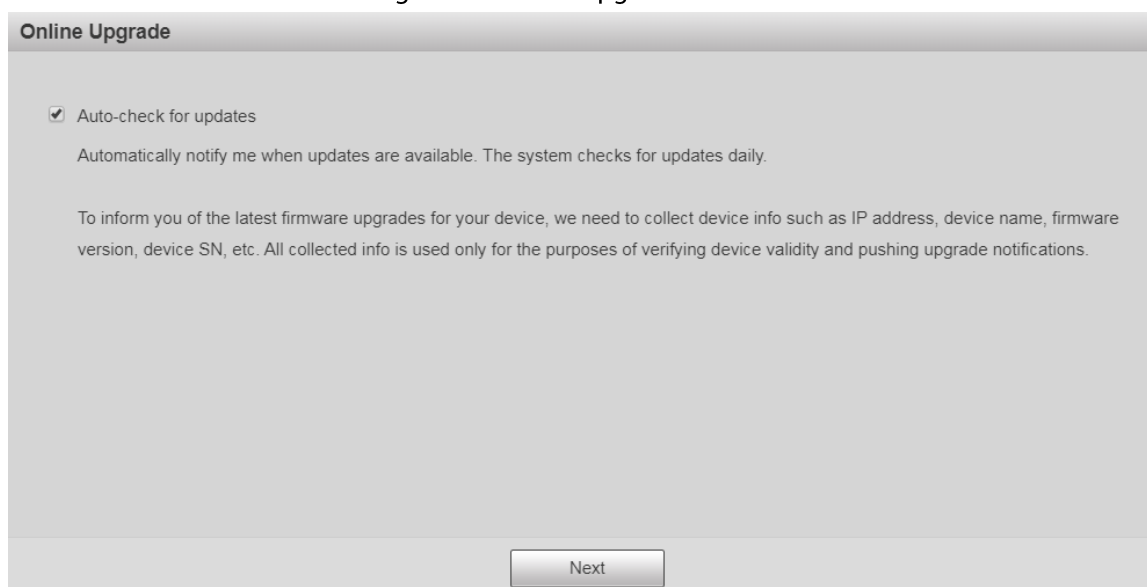 Online Upgrade
Auto-check for updates
Automatically notify me when updates are available. The system checks for updates daily.
To inform you of the latest firmware upgrades for your device, we need to collect device info such as IP address, device name, firmware
version, device SN, etc. All collected info is used only for the purposes of verifying device validity and pushing upgrade notifications.
Next